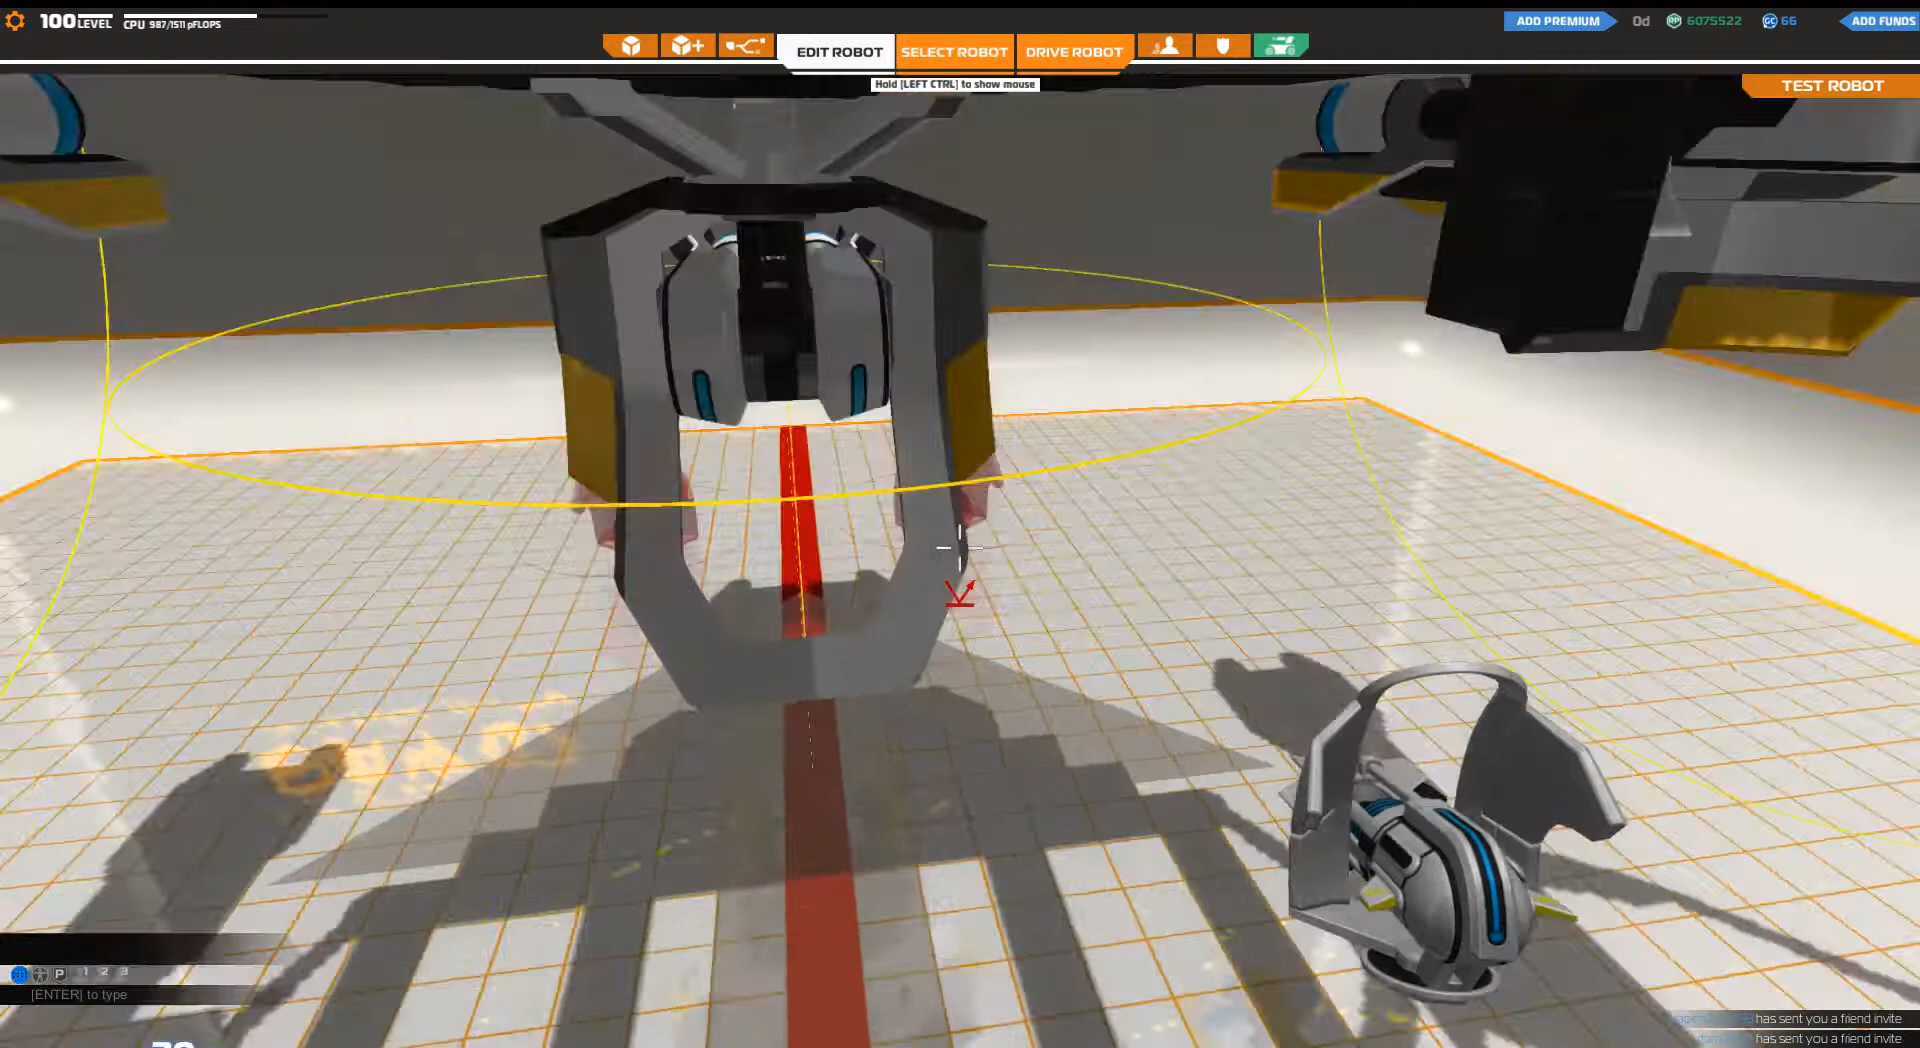 100 LEVEL CPU 987/1511 pFLOPS
ADD PREMIUM 0d RP 6075522 GC 66 ADD FUNDS
EDIT ROBOT SELECT ROBOT DRIVE ROBOT
Hold [LEFT CTRL] to show mouse
TEST ROBOT
P 1 2 3
[ENTER] to type
has sent you a friend invite
has sent you a friend invite